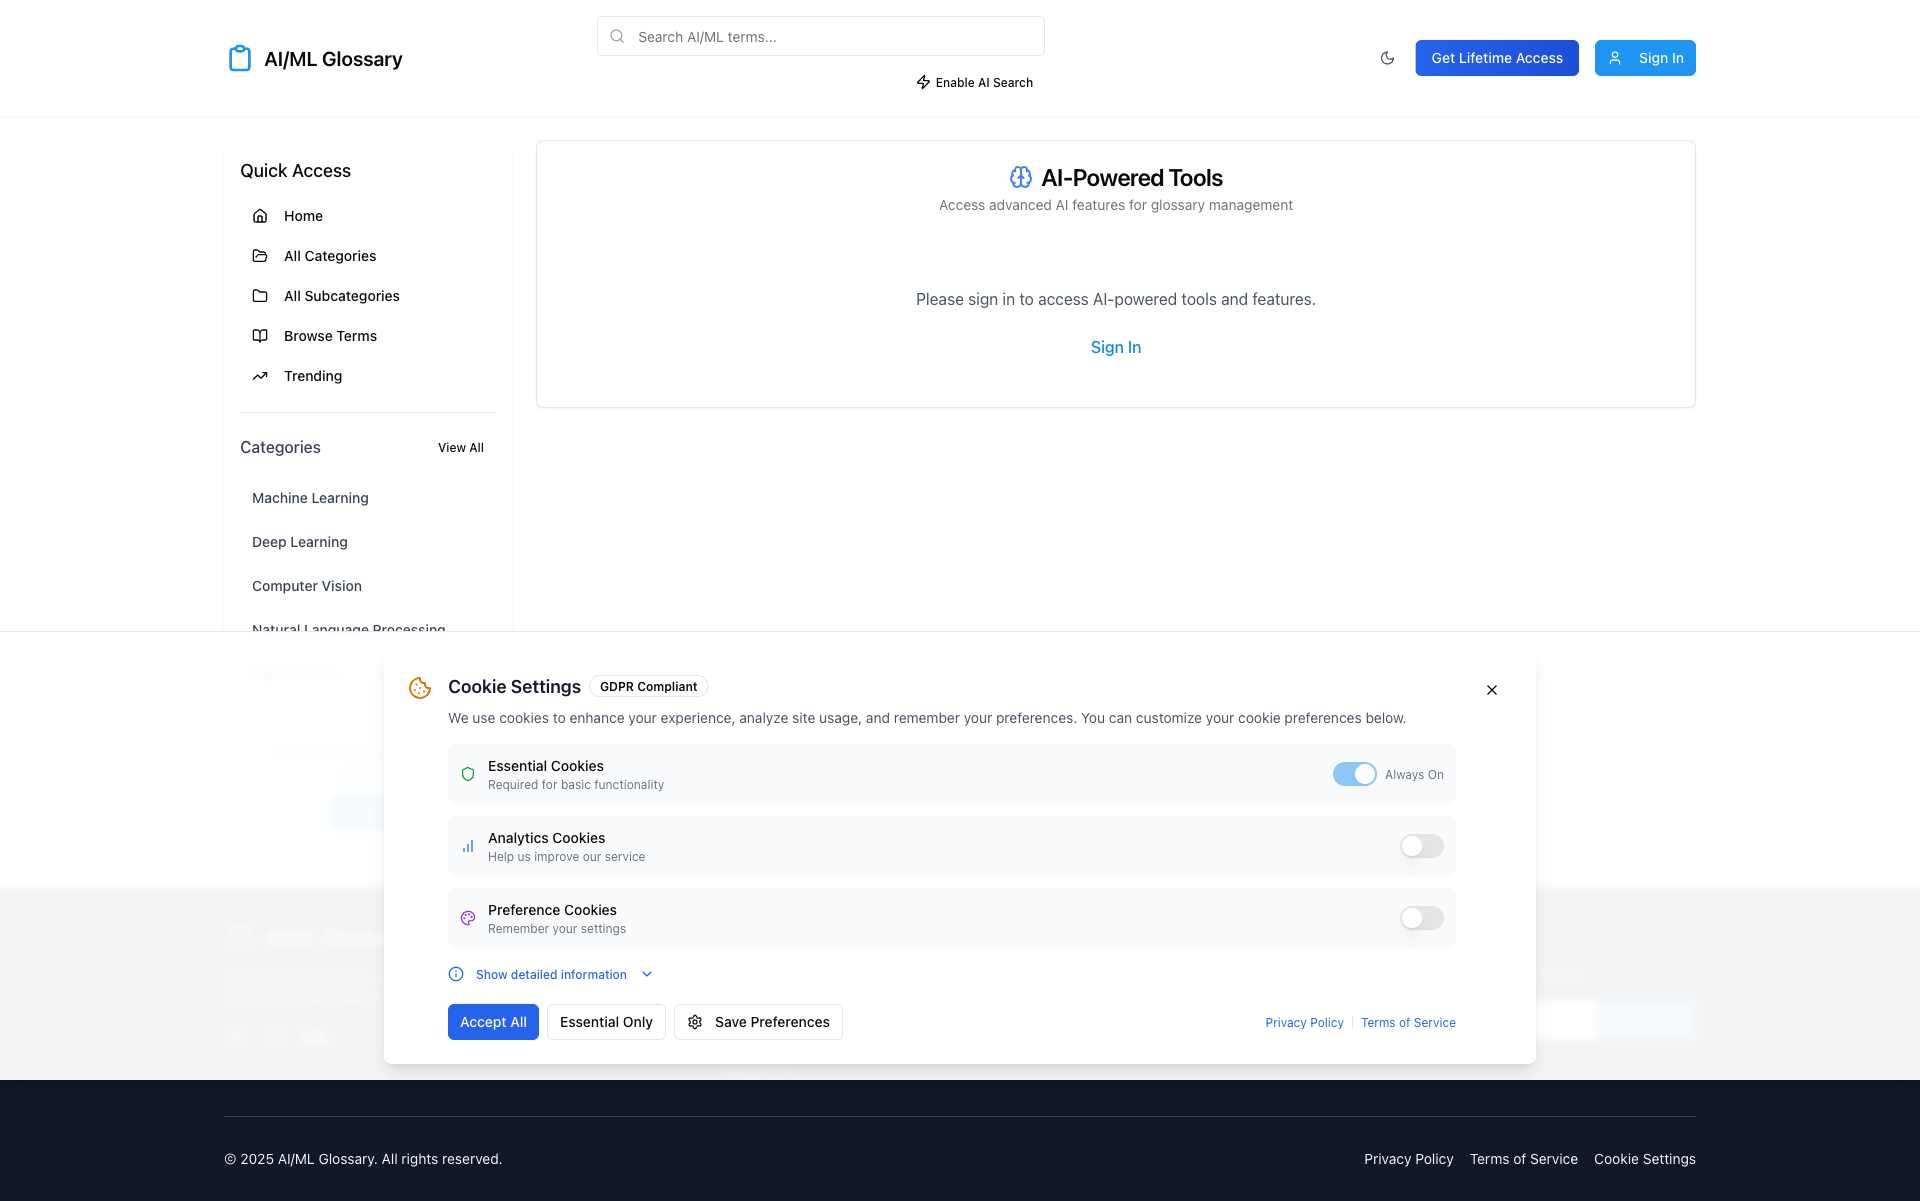 AI/ML Glossary
Search AI/ML terms...
Enable AI Search
Get Lifetime Access
Sign In
Quick Access
Home
All Categories
All Subcategories
Browse Terms
Trending
Categories
View All
Machine Learning
Deep Learning
Computer Vision
Natural Language Processing
AI-Powered Tools
Access advanced AI features for glossary management
Please sign in to access AI-powered tools and features.
Sign In
Cookie Settings
GDPR Compliant
We use cookies to enhance your experience, analyze site usage, and remember your preferences. You can customize your cookie preferences below.
Essential Cookies
Required for basic functionality
Always On
Analytics Cookies
Help us improve our service
Preference Cookies
Remember your settings
Show detailed information
Accept All
Essential Only
Save Preferences
Privacy Policy
Terms of Service
© 2025 AI/ML Glossary. All rights reserved.
Privacy Policy
Terms of Service
Cookie Settings